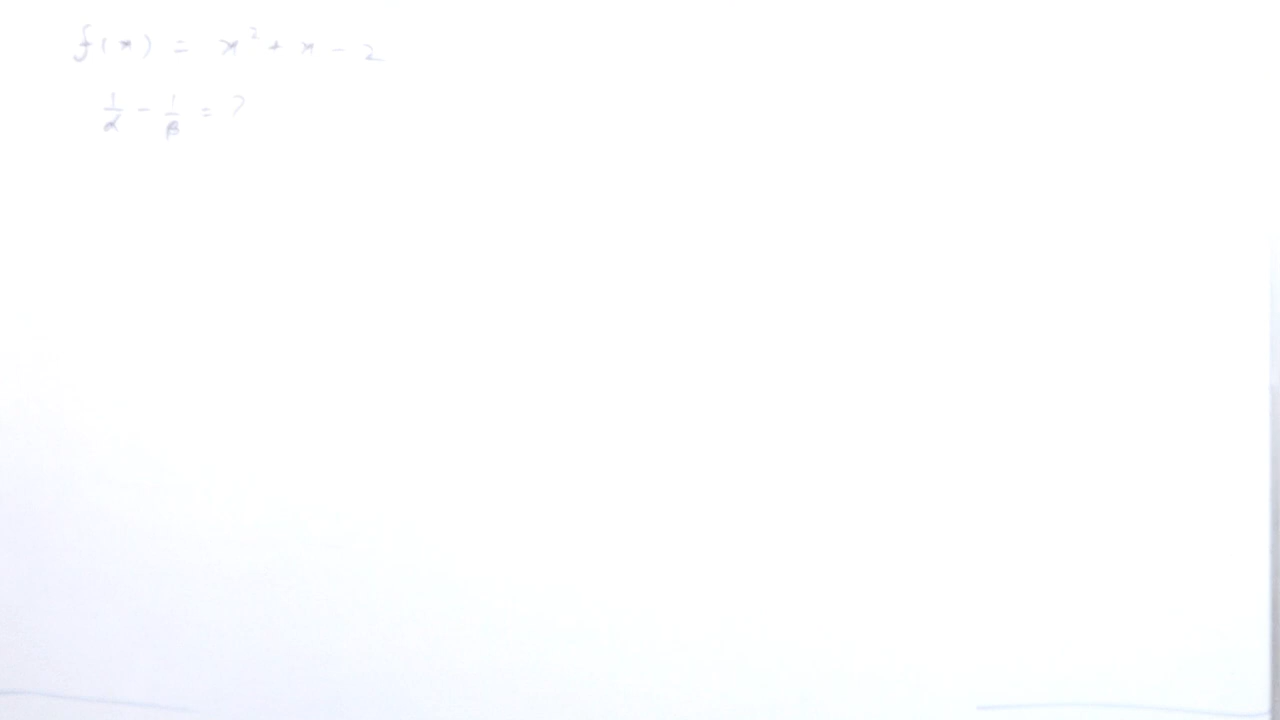 f(x) = x² + x - 2
1/α - 1/β = ?